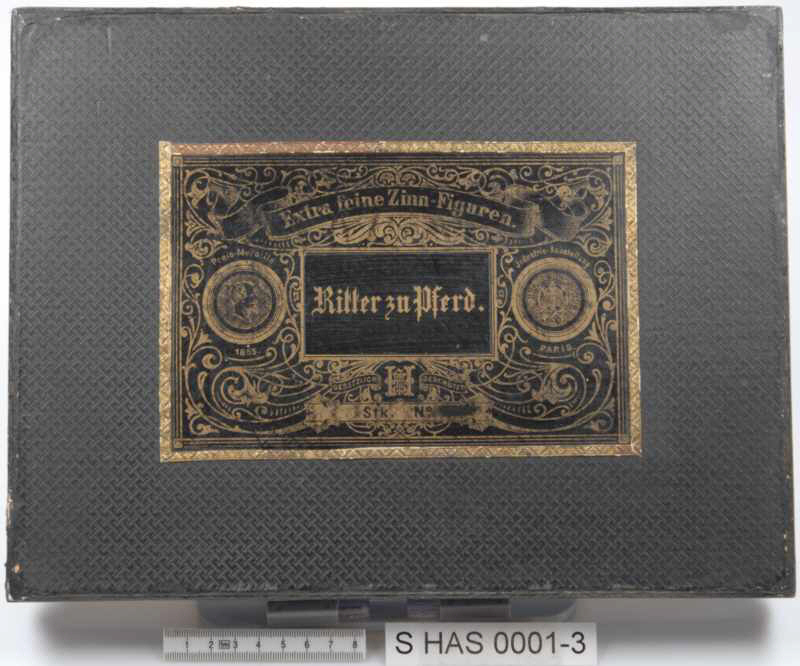 Extra feine Zinn-Figuren.
Preis-Medaille
1855
Industrie-Ausstellung
PARIS
Ritter zu Pferd.
GESETZLICH H GESCHÜTZT
Stk. No
1 2 3 4 5 6 7 8
S HAS 0001-3